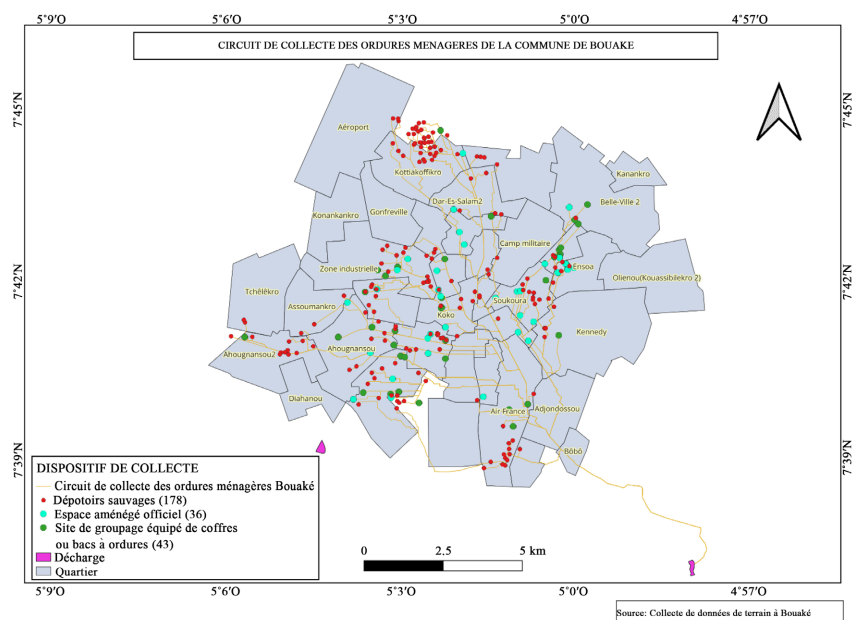 5°9'O 5°6'O 5°3'O 5°0'O 4°57'O
CIRCUIT DE COLLECTE DES ORDURES MENAGERES DE LA COMMUNE DE BOUAKE
7°45'N 7°45'N
Aéroport
Kottiakoffikro
Kanankro
Dar-Es-Salam2
Belle-Ville 2
Konankankro
Gonfreville
Camp militaire
Zone industrielle
Ensoa
7°42'N 7°42'N
Olienou(Kouassibilekro 2)
Tchêlêkro
Assoumankro
Soukoura
Koko
Kennedy
Ahougnansou2
Ahougnansou
Diahanou
Air France
Adjondossou
Bôbô
7°39'N 7°39'N
DISPOSITIF DE COLLECTE
Circuit de collecte des ordures ménagères Bouaké
Dépotoirs sauvages (178)
Espace aménégé officiel (36)
Site de groupage équipé de coffres
ou bacs à ordures (43)
Décharge
Quartier
0 2.5 5 km
5°9'O 5°6'O 5°3'O 5°0'O 4°57'O
Source: Collecte de données de terrain à Bouaké